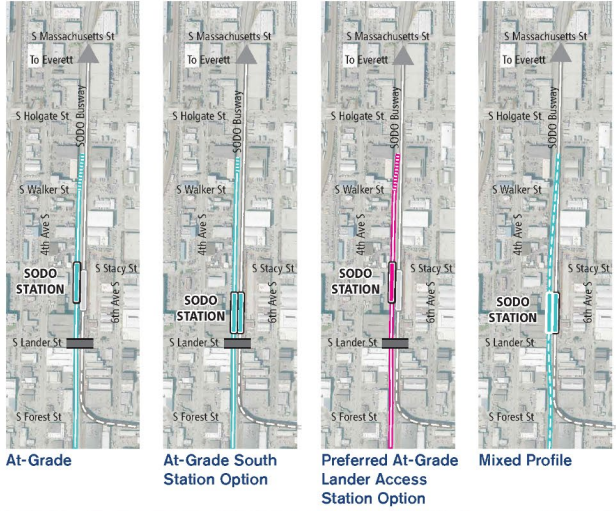 S Massachusetts St
To Everett
SODO Busway
S Holgate St
S Walker St
4th Ave S
SODO
STATION
S Stacy St
6th Ave S
S Lander St
S Forest St
At-Grade
S Massachusetts St
To Everett
SODO Busway
S Holgate St
S Walker St
4th Ave S
S Stacy St
SODO
STATION
6th Ave S
S Lander St
S Forest St
At-Grade South
Station Option
S Massachusetts St
To Everett
SODO Busway
S Holgate St
S Walker St
4th Ave S
SODO
STATION
S Stacy St
6th Ave S
S Lander St
S Forest St
Preferred At-Grade
Lander Access
Station Option
S Massachusetts St
To Everett
SODO Busway
S Holgate St
S Walker St
4th Ave S
S Stacy St
SODO
STATION
6th Ave S
S Lander St
S Forest St
Mixed Profile